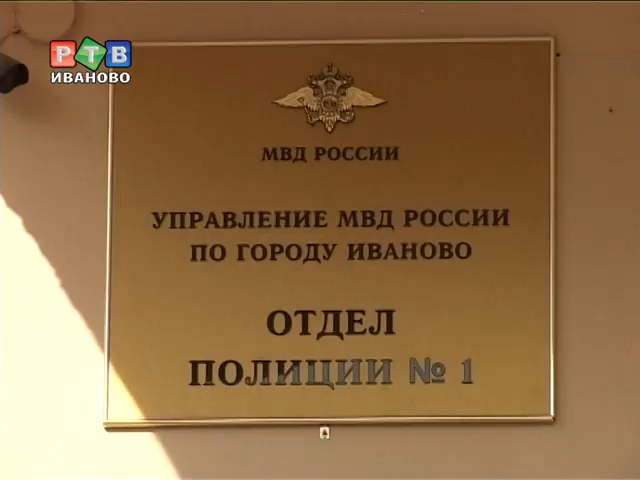 РТВ
ИВАНОВО
МВД РОССИИ
УПРАВЛЕНИЕ МВД РОССИИ
ПО ГОРОДУ ИВАНОВО
ОТДЕЛ
ПОЛИЦИИ № 1